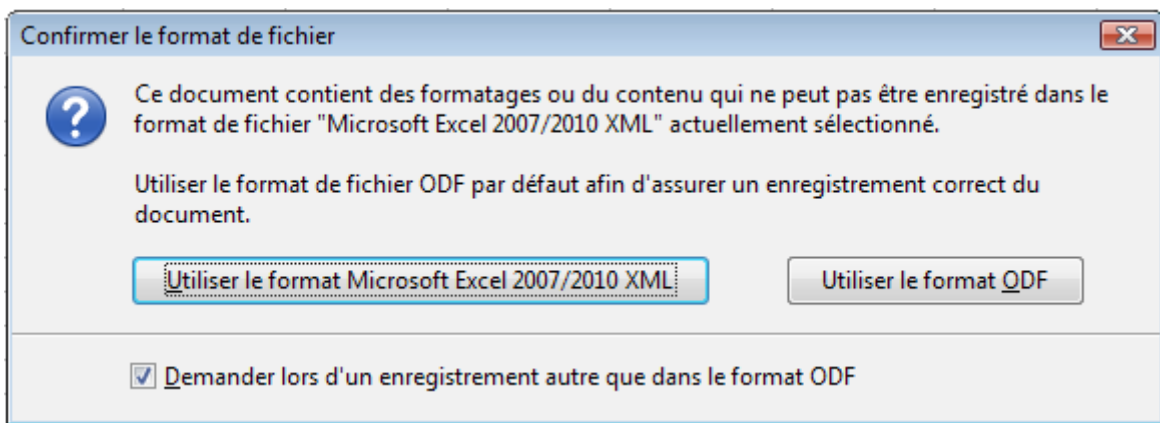 Confirmer le format de fichier
Ce document contient des formatages ou du contenu qui ne peut pas être enregistré dans le
format de fichier "Microsoft Excel 2007/2010 XML" actuellement sélectionné.
Utiliser le format de fichier ODF par défaut afin d'assurer un enregistrement correct du
document.
Utiliser le format Microsoft Excel 2007/2010 XML
Utiliser le format ODF
Demander lors d'un enregistrement autre que dans le format ODF